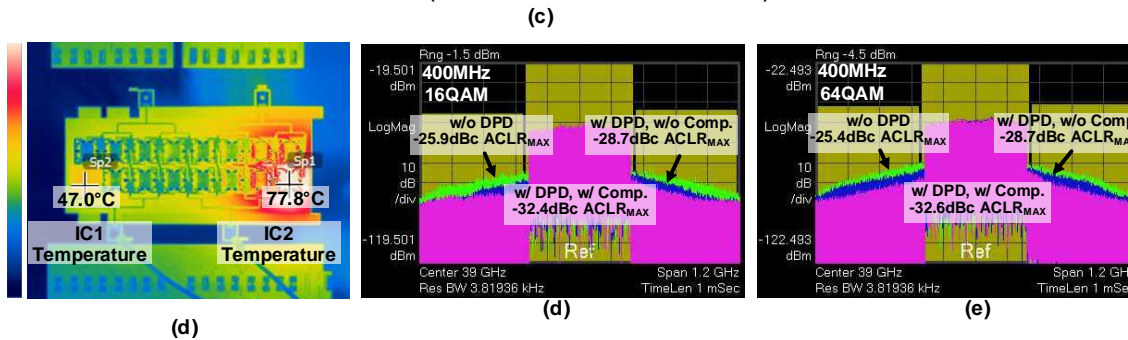 (c)
Sp2
Sp1
47.0°C
77.8°C
IC1
Temperature
IC2
Temperature
(d)
Rng -1.5 dBm
-19.501
dBm
400MHz
16QAM
w/o DPD
-25.9dBc ACLRMAX
w/ DPD, w/o Comp.
-28.7dBc ACLRMAX
LogMag
10
dB
/div
w/ DPD, w/ Comp.
-32.4dBc ACLRMAX
-119.501
dBm
Ref
Center 39 GHz
Span 1.2 GHz
Res BW 3.81936 kHz
TimeLen 1 mSec
(d)
Rng -4.5 dBm
-22.493
dBm
400MHz
64QAM
w/o DPD
-25.4dBc ACLRMAX
w/ DPD, w/o Comp.
-28.7dBc ACLRMAX
LogMag
10
dB
/div
w/ DPD, w/ Comp.
-32.6dBc ACLRMAX
-122.493
dBm
Ref
Center 39 GHz
Span 1.2 GHz
Res BW 3.81936 kHz
TimeLen 1 mSec
(e)